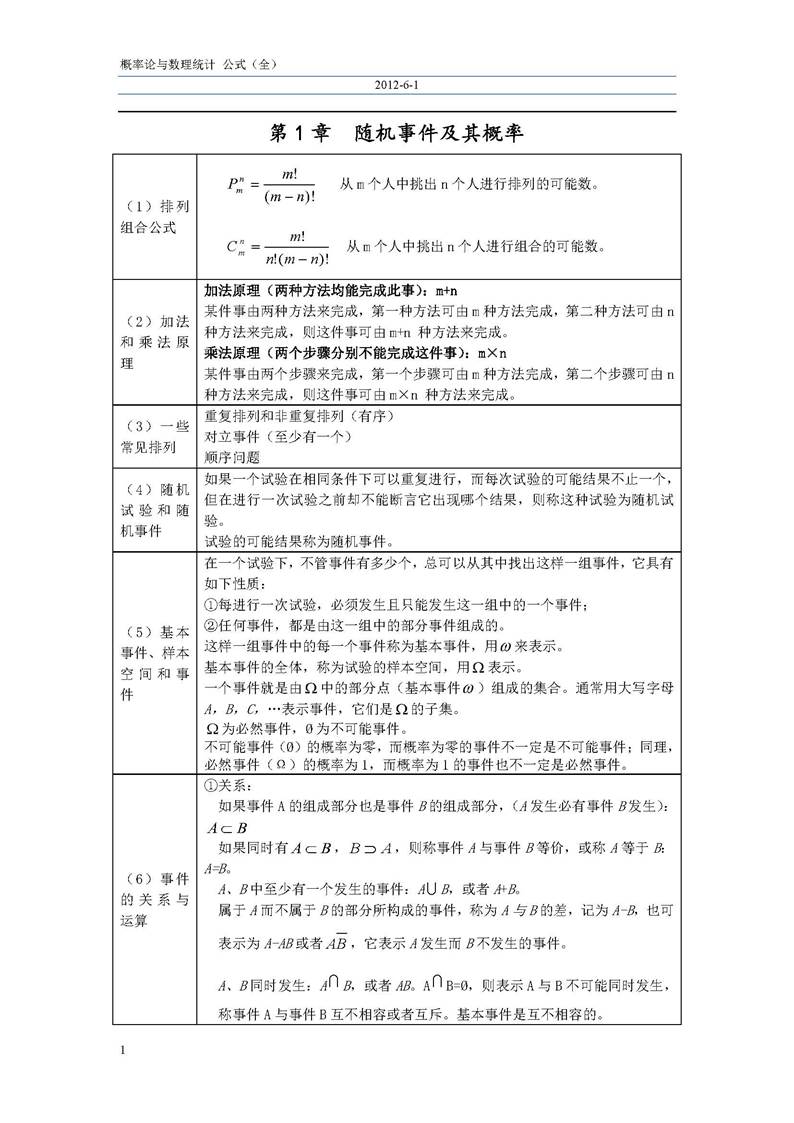 概率论与数理统计 公式（全）
2012-6-1
第 1 章 随机事件及其概率
（1）排列
组合公式
P_m^n = m!/(m − n)! 从 m 个人中挑出 n 个人进行排列的可能数。
C_m^n = m!/n!(m − n)! 从 m 个人中挑出 n 个人进行组合的可能数。
（2）加法
和乘法原
理
加法原理（两种方法均能完成此事）：m+n
某件事由两种方法来完成，第一种方法可由 m 种方法完成，第二种方法可由 n
种方法来完成，则这件事可由 m+n 种方法来完成。
乘法原理（两个步骤分别不能完成这件事）：m×n
某件事由两个步骤来完成，第一个步骤可由 m 种方法完成，第二个步骤可由 n
种方法来完成，则这件事可由 m×n 种方法来完成。
（3）一些
常见排列
重复排列和非重复排列（有序）
对立事件（至少有一个）
顺序问题
（4）随机
试验和随
机事件
如果一个试验在相同条件下可以重复进行，而每次试验的可能结果不止一个，
但在进行一次试验之前却不能断言它出现哪个结果，则称这种试验为随机试
验。
试验的可能结果称为随机事件。
（5）基本
事件、样本
空间和事
件
在一个试验下，不管事件有多少个，总可以从其中找出这样一组事件，它具有
如下性质：
①每进行一次试验，必须发生且只能发生这一组中的一个事件；
②任何事件，都是由这一组中的部分事件组成的。
这样一组事件中的每一个事件称为基本事件，用 ω 来表示。
基本事件的全体，称为试验的样本空间，用 Ω 表示。
一个事件就是由 Ω 中的部分点（基本事件 ω ）组成的集合。通常用大写字母
A，B，C，…表示事件，它们是 Ω 的子集。
Ω 为必然事件，Ø 为不可能事件。
不可能事件（Ø）的概率为零，而概率为零的事件不一定是不可能事件；同理，
必然事件（Ω）的概率为 1，而概率为 1 的事件也不一定是必然事件。
（6）事件
的关系与
运算
①关系：
如果事件 A 的组成部分也是事件 B 的组成部分，（A 发生必有事件 B 发生）：
A ⊂ B
如果同时有 A ⊂ B，B ⊃ A，则称事件 A 与事件 B 等价，或称 A 等于 B：
A=B。
A、B 中至少有一个发生的事件：A∪B，或者 A+B。
属于 A 而不属于 B 的部分所构成的事件，称为 A 与 B 的差，记为 A-B，也可
表示为 A-AB 或者 AB̅，它表示 A 发生而 B 不发生的事件。
A、B 同时发生：A∩B，或者 AB。A∩B=Ø，则表示 A 与 B 不可能同时发生，
称事件 A 与事件 B 互不相容或者互斥。基本事件是互不相容的。
1